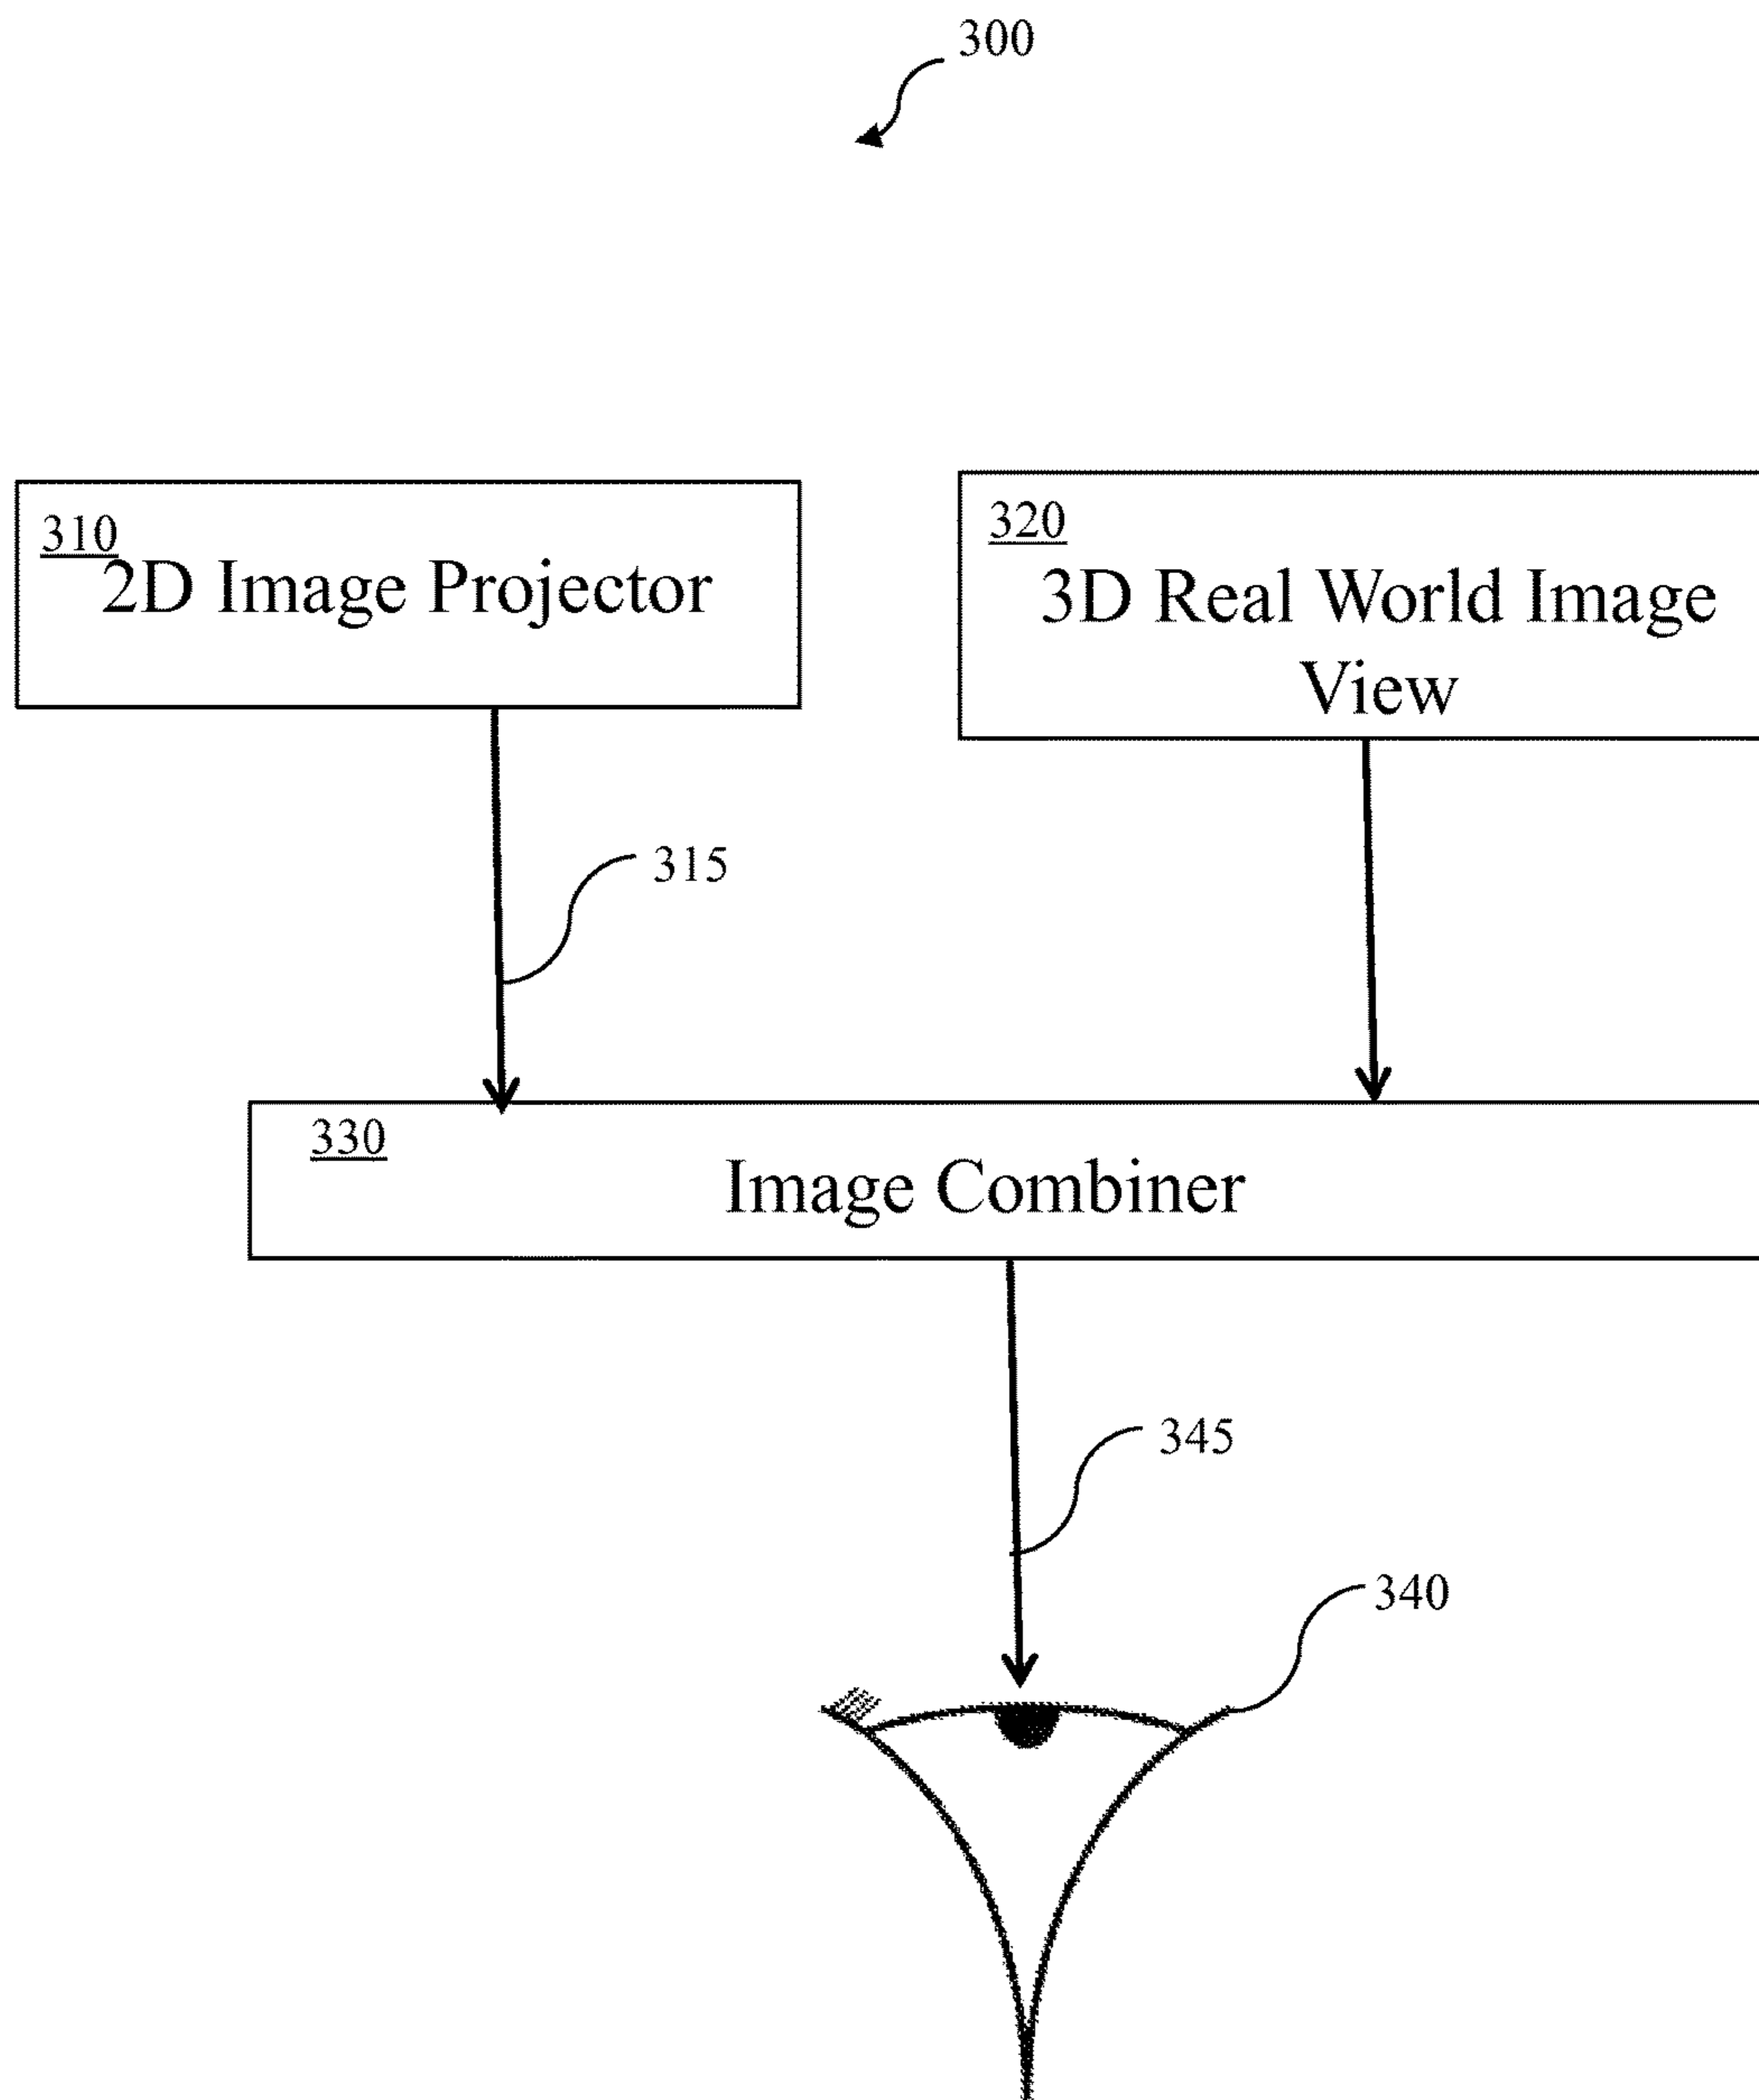 300
310
2D Image Projector
320
3D Real World Image
View
315
330
Image Combiner
345
340